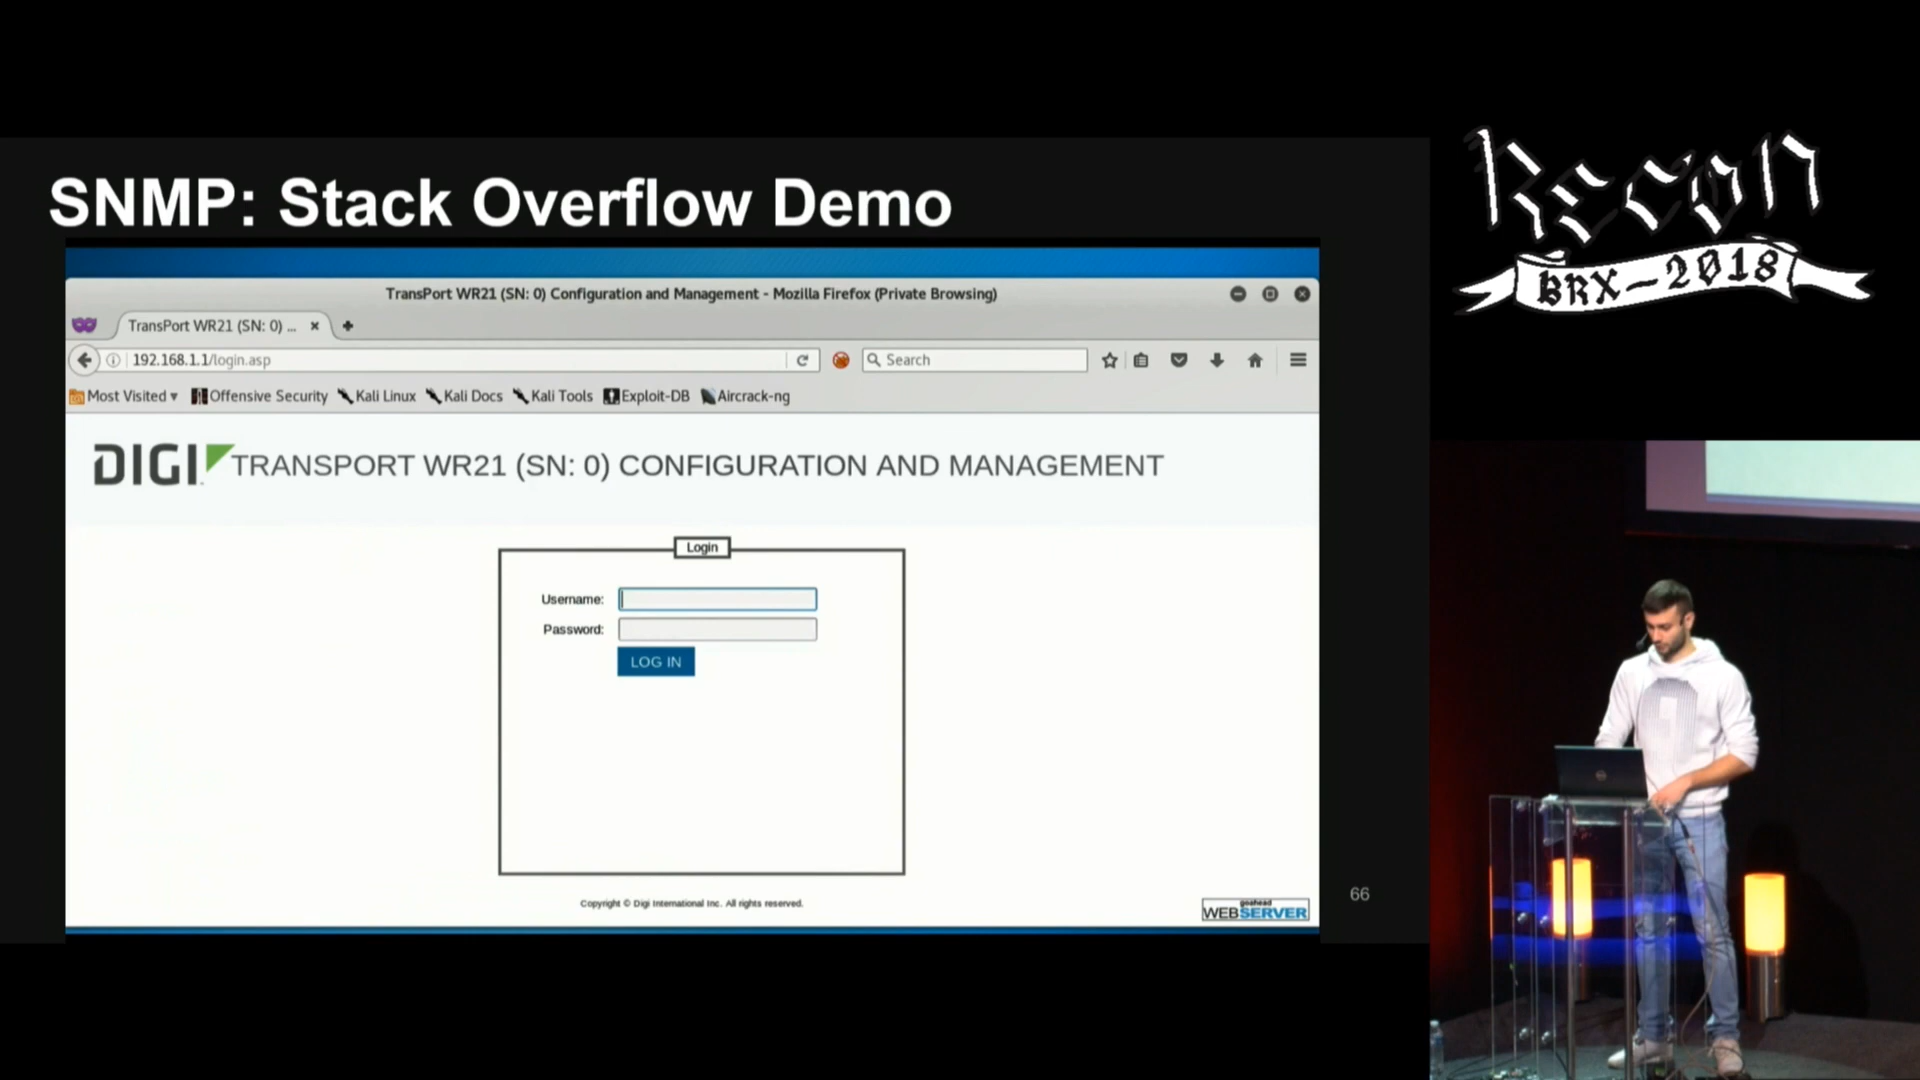 SNMP: Stack Overflow Demo
TransPort WR21 (SN: 0) Configuration and Management - Mozilla Firefox (Private Browsing)
TransPort WR21 (SN: 0) ...
192.168.1.1/login.asp
Search
Most Visited
Offensive Security
Kali Linux
Kali Docs
Kali Tools
Exploit-DB
Aircrack-ng
DIGI
TRANSPORT WR21 (SN: 0) CONFIGURATION AND MANAGEMENT
Login
Username:
Password:
LOG IN
Copyright © Digi International Inc. All rights reserved.
goahead
WEBSERVER
66
RECON
BRX-2018